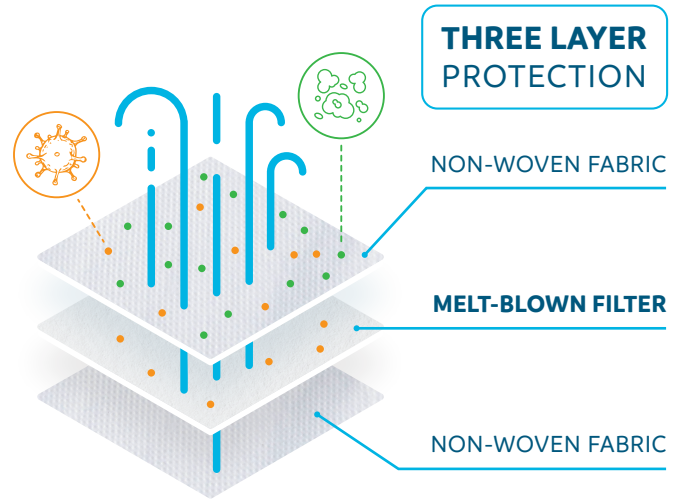 THREE LAYER
PROTECTION
NON-WOVEN FABRIC
MELT-BLOWN FILTER
NON-WOVEN FABRIC